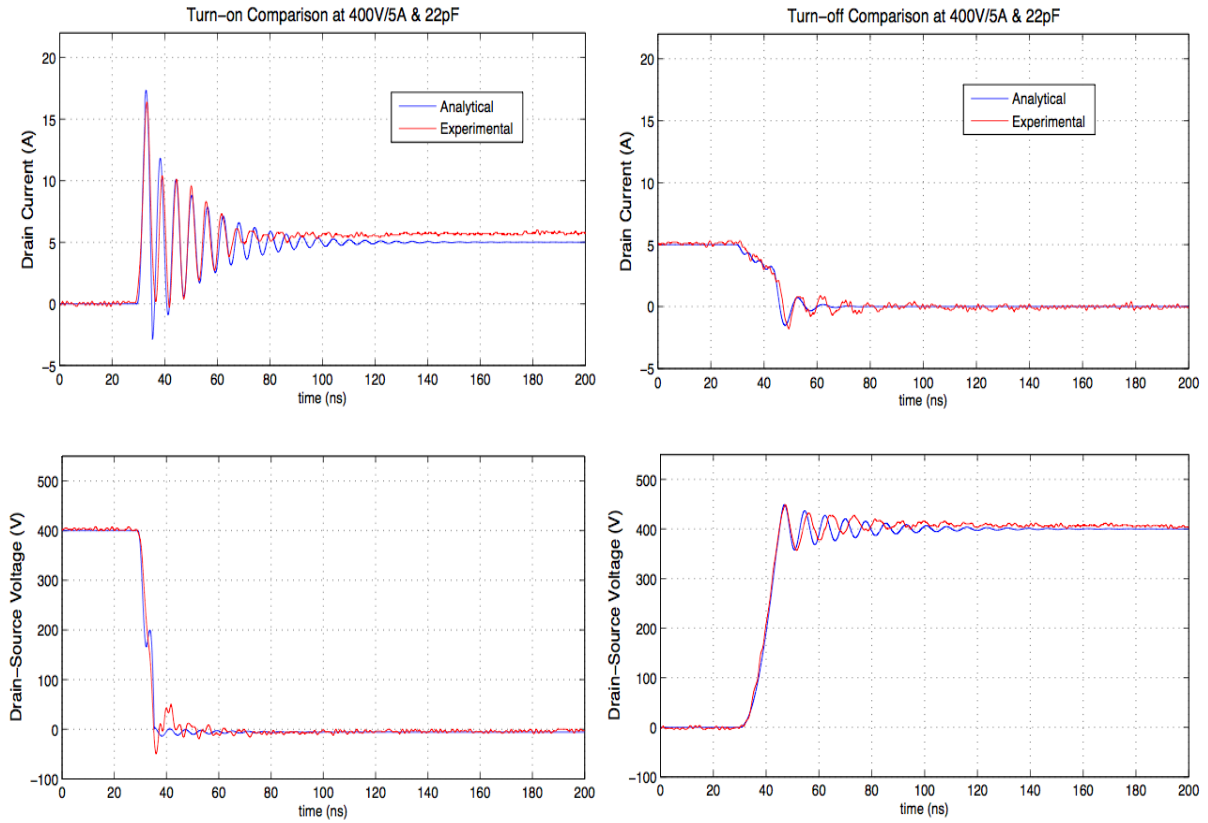 Turn-on Comparison at 400V/5A & 22pF
Drain Current (A)
20
15
10
5
0
-5
Analytical
Experimental
0 20 40 60 80 100 120 140 160 180 200
time (ns)
Turn-off Comparison at 400V/5A & 22pF
Drain Current (A)
20
15
10
5
0
-5
Analytical
Experimental
0 20 40 60 80 100 120 140 160 180 200
time (ns)
Drain-Source Voltage (V)
500
400
300
200
100
0
-100
0 20 40 60 80 100 120 140 160 180 200
time (ns)
Drain-Source Voltage (V)
500
400
300
200
100
0
-100
0 20 40 60 80 100 120 140 160 180 200
time (ns)